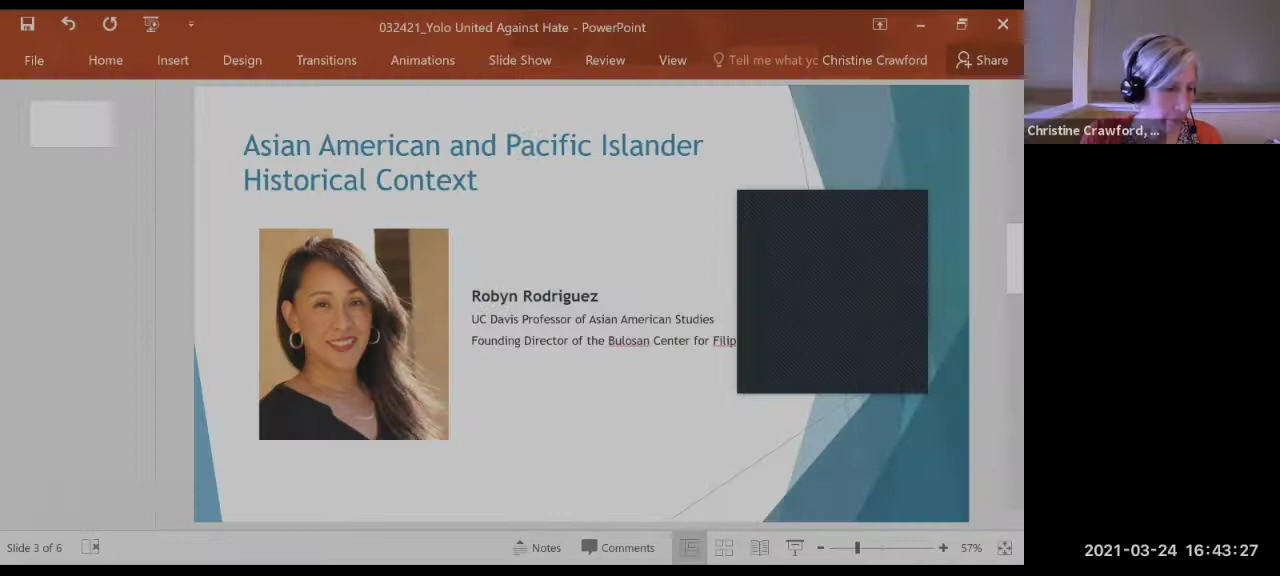 032421_Yolo United Against Hate - PowerPoint
File Home Insert Design Transitions Animations Slide Show Review View Tell me what yc Christine Crawford Share
Asian American and Pacific Islander
Historical Context
Robyn Rodriguez
UC Davis Professor of Asian American Studies
Founding Director of the Bulosan Center for Filip
Christine Crawford, ...
Slide 3 of 6 Notes Comments 57%
2021-03-24 16:43:27